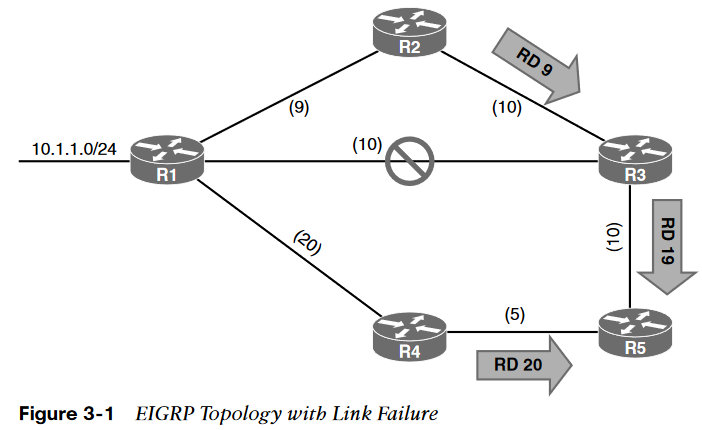 R2
RD 9
(9)
(10)
10.1.1.0/24
(10)
R1
R3
(20)
(10)
RD 19
(5)
R4
R5
RD 20
Figure 3-1 EIGRP Topology with Link Failure